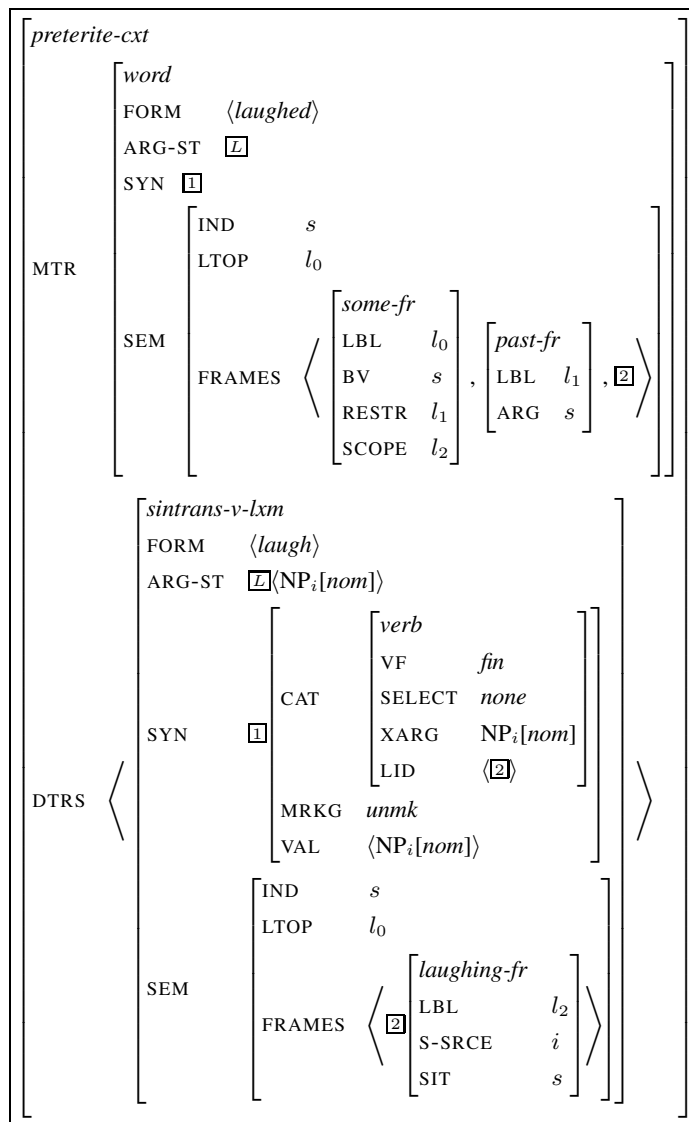 preterite-cxt
word
FORM ⟨laughed⟩
ARG-ST L
SYN 1
IND s
LTOP l0
MTR
some-fr
LBL l0
past-fr
SEM
BV s
LBL l1
FRAMES ⟨ , , 2 ⟩
RESTR l1
ARG s
SCOPE l2
sintrans-v-lxm
FORM ⟨laugh⟩
ARG-ST L⟨NPi[nom]⟩
verb
VF fin
CAT SELECT none
SYN 1
XARG NPi[nom]
LID ⟨2⟩
DTRS ⟨ ⟩
MRKG unmk
VAL ⟨NPi[nom]⟩
IND s
LTOP l0
SEM
laughing-fr
LBL l2
FRAMES ⟨2 ⟩
S-SRCE i
SIT s